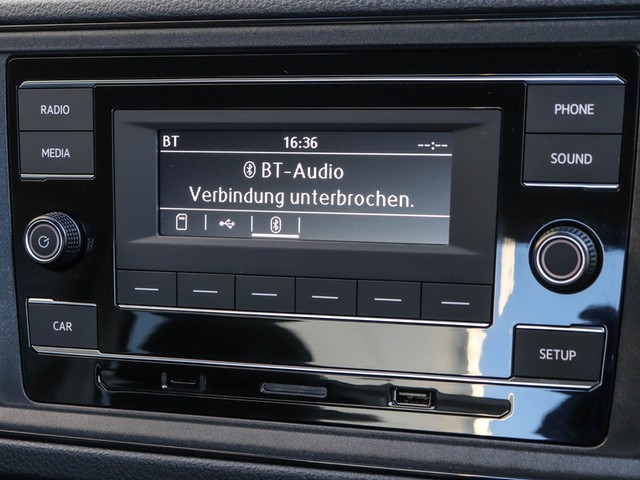 RADIO
MEDIA
CAR
BT 16:36 --:--
BT-Audio
Verbindung unterbrochen.
PHONE
SOUND
SETUP